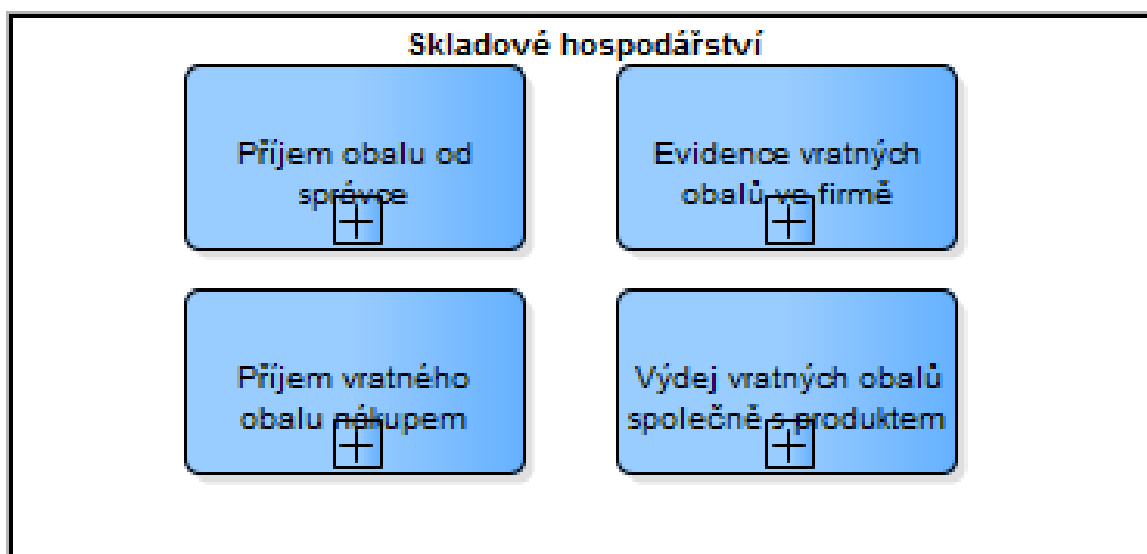 Skladové hospodářství
Příjem obalu od
správce
Evidence vratných
obalů ve firmě
Příjem vratného
obalu nákupem
Výdej vratných obalů
společně s produktem